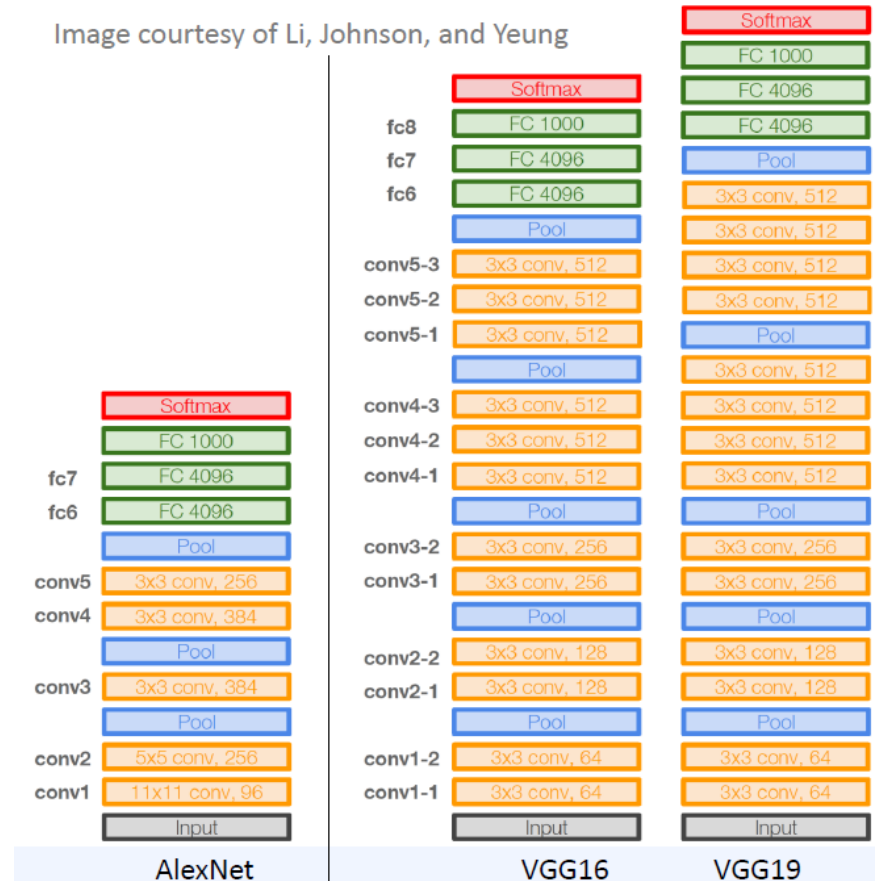 Image courtesy of Li, Johnson, and Yeung
Softmax
FC 1000
fc7 FC 4096
fc6 FC 4096
Pool
conv5 3x3 conv, 256
conv4 3x3 conv, 384
Pool
conv3 3x3 conv, 384
Pool
conv2 5x5 conv, 256
conv1 11x11 conv, 96
Input
AlexNet
Softmax
fc8 FC 1000
fc7 FC 4096
fc6 FC 4096
Pool
conv5-3 3x3 conv, 512
conv5-2 3x3 conv, 512
conv5-1 3x3 conv, 512
Pool
conv4-3 3x3 conv, 512
conv4-2 3x3 conv, 512
conv4-1 3x3 conv, 512
Pool
conv3-2 3x3 conv, 256
conv3-1 3x3 conv, 256
Pool
conv2-2 3x3 conv, 128
conv2-1 3x3 conv, 128
Pool
conv1-2 3x3 conv, 64
conv1-1 3x3 conv, 64
Input
VGG16
Softmax
FC 1000
FC 4096
FC 4096
Pool
3x3 conv, 512
3x3 conv, 512
3x3 conv, 512
3x3 conv, 512
Pool
3x3 conv, 512
3x3 conv, 512
3x3 conv, 512
3x3 conv, 512
Pool
3x3 conv, 256
3x3 conv, 256
Pool
3x3 conv, 128
3x3 conv, 128
Pool
3x3 conv, 64
3x3 conv, 64
Input
VGG19